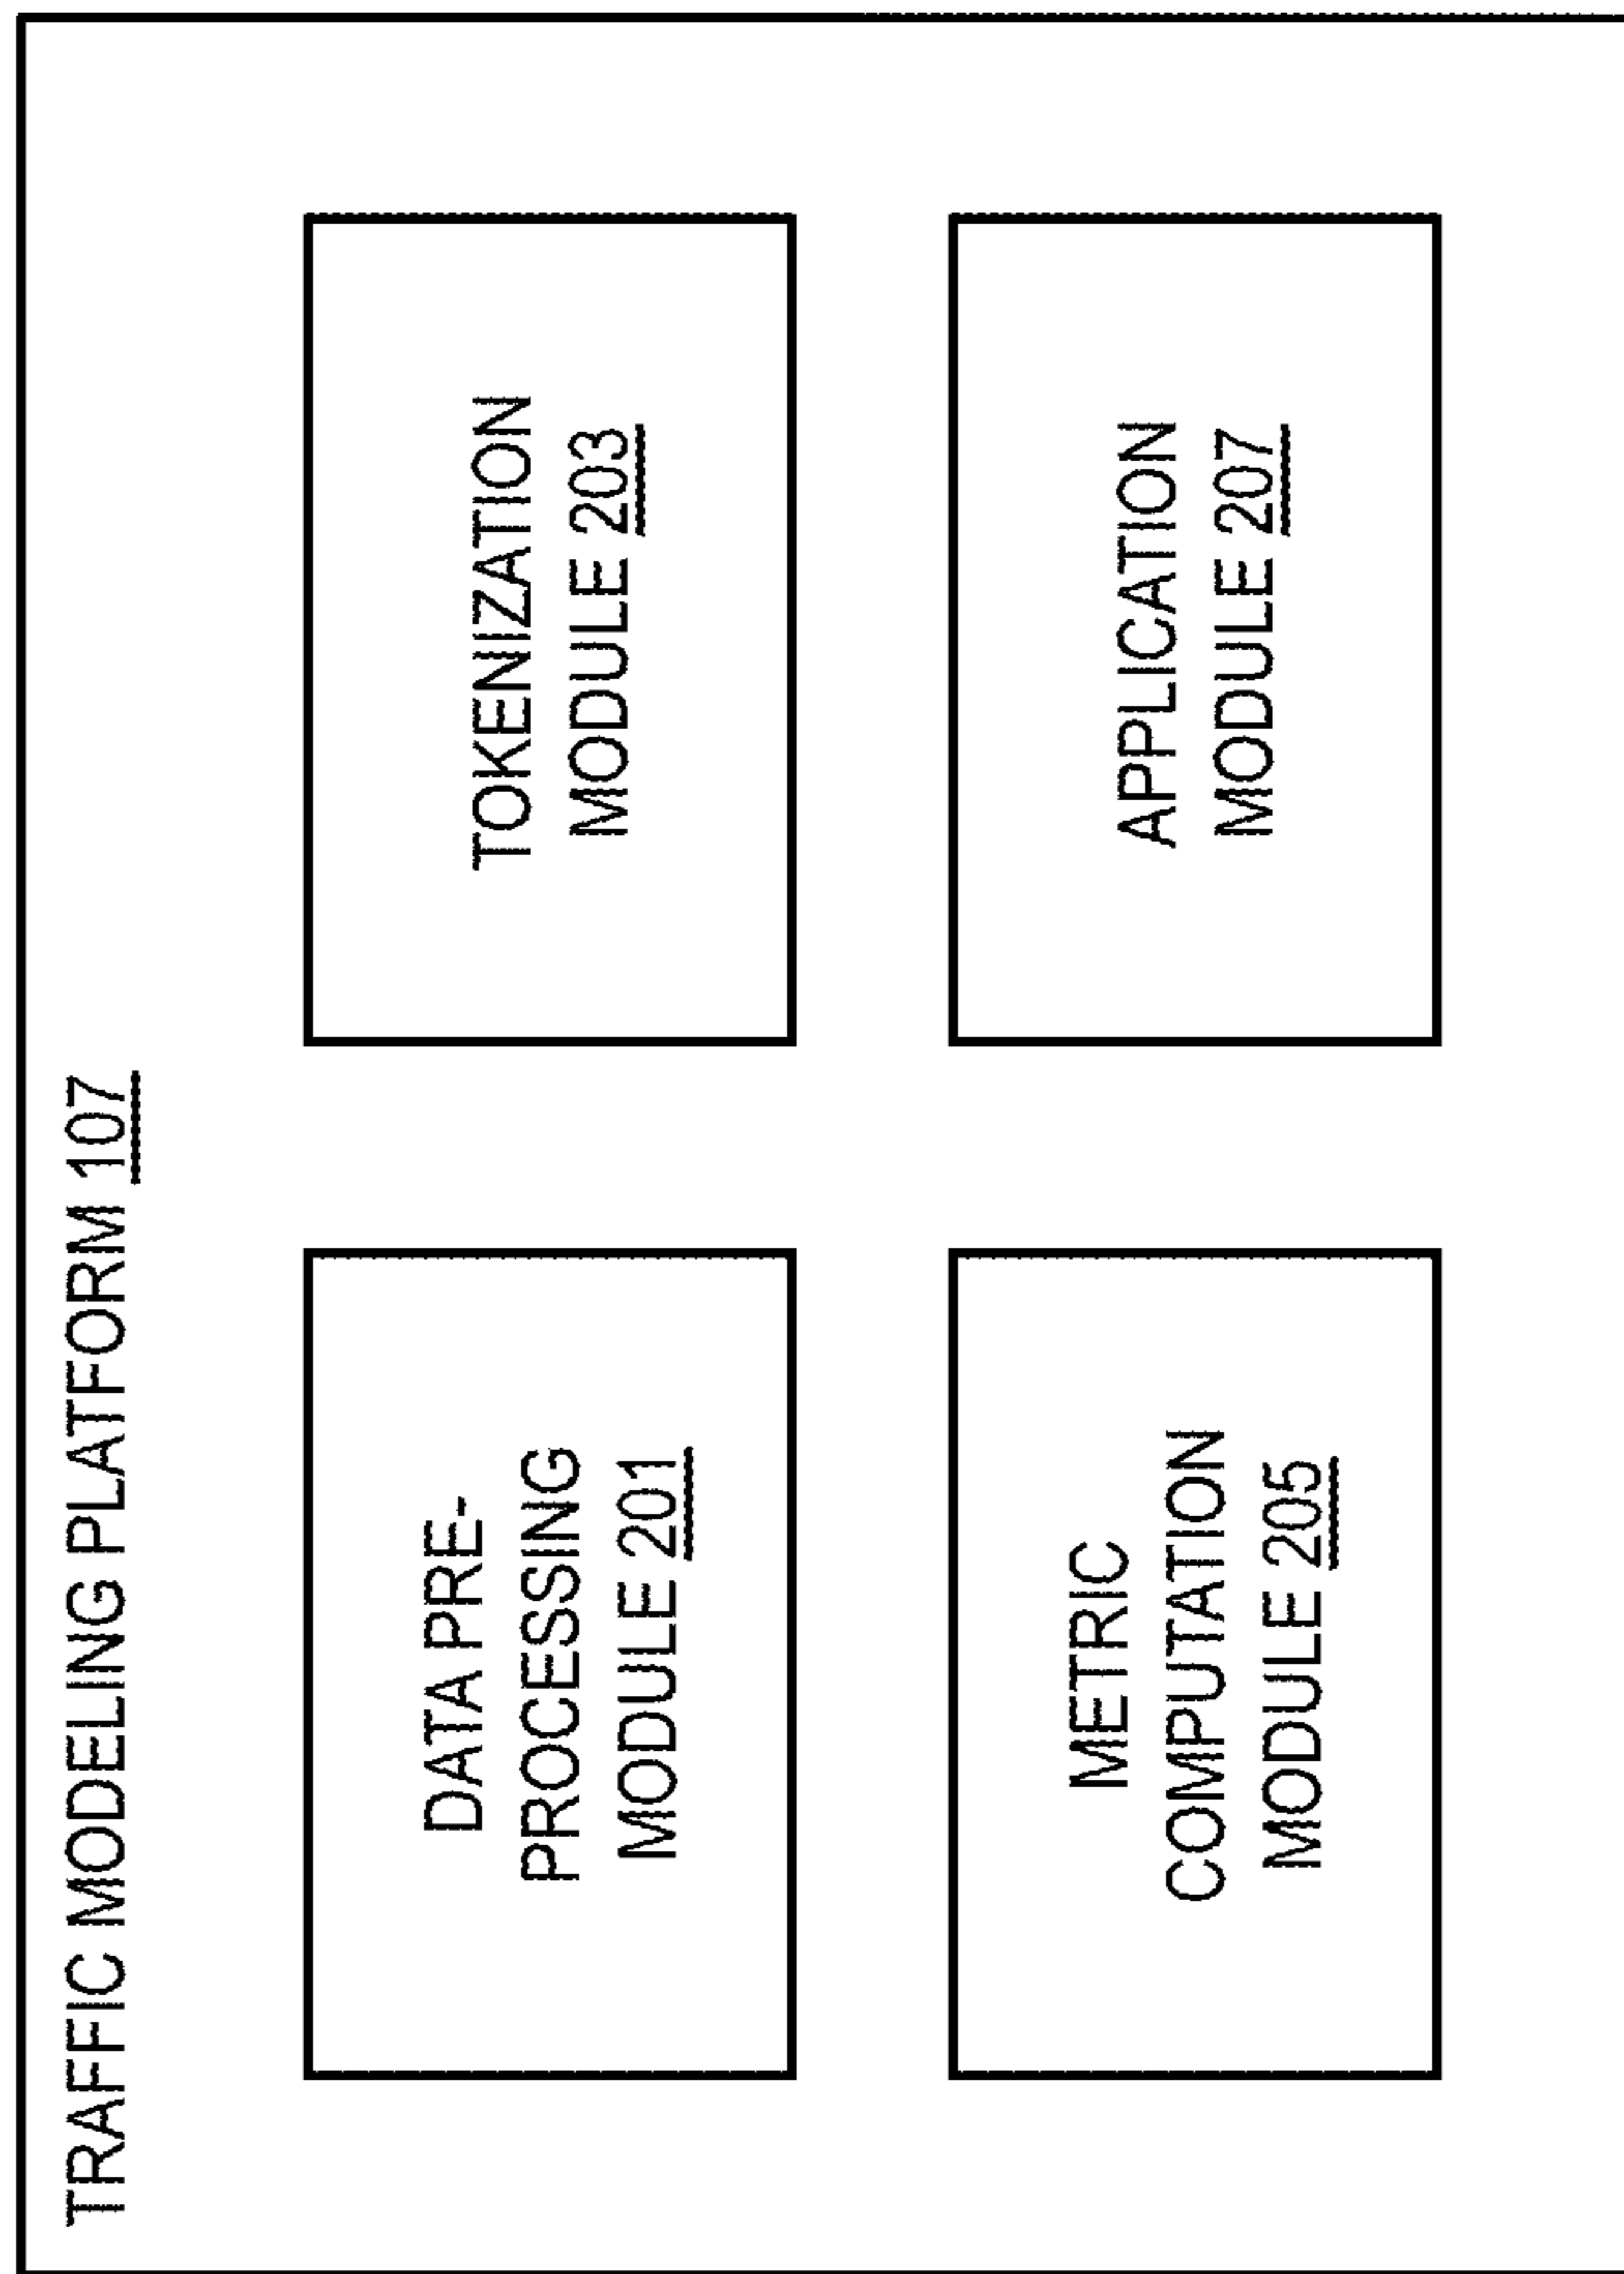 TRAFFIC MODELING PLATFORM 107
DATA PRE-
PROCESSING
MODULE 201
TOKENIZATION
MODULE 203
METRIC
COMPUTATION
MODULE 205
APPLICATION
MODULE 207